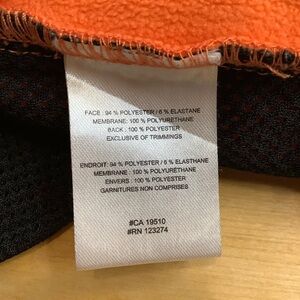 FACE : 94 % POLYESTER / 6 % ELASTANE
MEMBRANE: 100 % POLYURETHANE
BACK : 100 % POLYESTER
EXCLUSIVE OF TRIMMINGS
ENDROIT: 94 % POLYESTER / 6 % ELASTHANE
MEMBRANE: 100 % POLYURETHANE
ENVERS : 100 % POLYESTER
GARNITURES NON COMPRISES
#CA 19510
#RN 123274